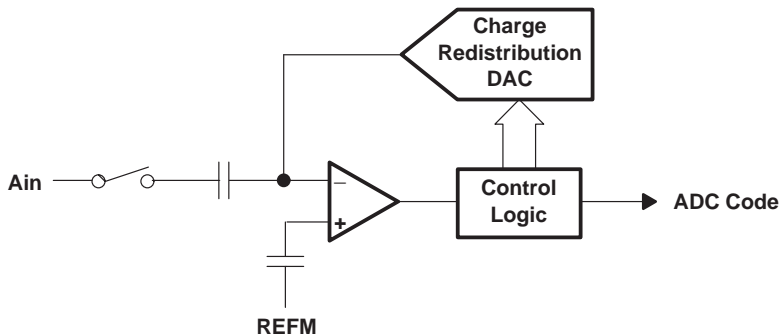 Charge
Redistribution
DAC
Ain
−
+
Control
Logic
ADC Code
REFM